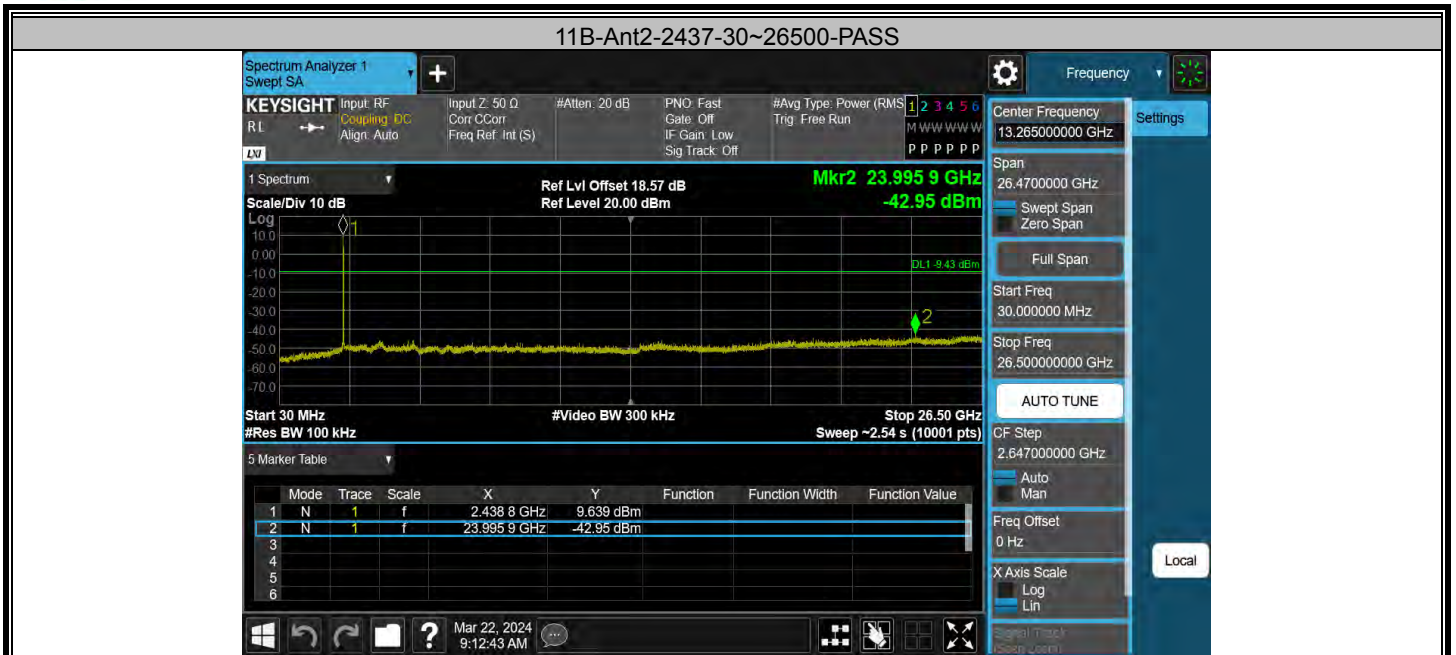 11B-Ant2-2437-30~26500-PASS
Spectrum Analyzer 1
Swept SA
+
Frequency
KEYSIGHT
RL
LXI
Input: RF
Coupling: DC
Align: Auto
Input Z: 50 Ω
Corr CCorr
Freq Ref: Int (S)
#Atten: 20 dB
PNO: Fast
Gate: Off
IF Gain: Low
Sig Track: Off
#Avg Type: Power (RMS
Trig: Free Run
1 2 3 4 5 6
M W W W W W
P P P P P P
Center Frequency
13.265000000 GHz
Settings
Span
26.4700000 GHz
Swept Span
Zero Span
Full Span
Start Freq
30.000000 MHz
Stop Freq
26.500000000 GHz
AUTO TUNE
CF Step
2.647000000 GHz
Auto
Man
Freq Offset
0 Hz
X Axis Scale
Log
Lin
Signal Track
(Span Zoom)
Local
1 Spectrum
Scale/Div 10 dB
Ref Lvl Offset 18.57 dB
Ref Level 20.00 dBm
Mkr2 23.995 9 GHz
-42.95 dBm
Log
10.0
0.00
-10.0
-20.0
-30.0
-40.0
-50.0
-60.0
-70.0
1
DL1 -9.43 dBm
2
Start 30 MHz
#Res BW 100 kHz
#Video BW 300 kHz
Stop 26.50 GHz
Sweep ~2.54 s (10001 pts)
5 Marker Table
Mode Trace Scale X Y Function Function Width Function Value
1 N 1 f 2.438 8 GHz 9.639 dBm
2 N 1 f 23.995 9 GHz -42.95 dBm
3
4
5
6
?
Mar 22, 2024
9:12:43 AM